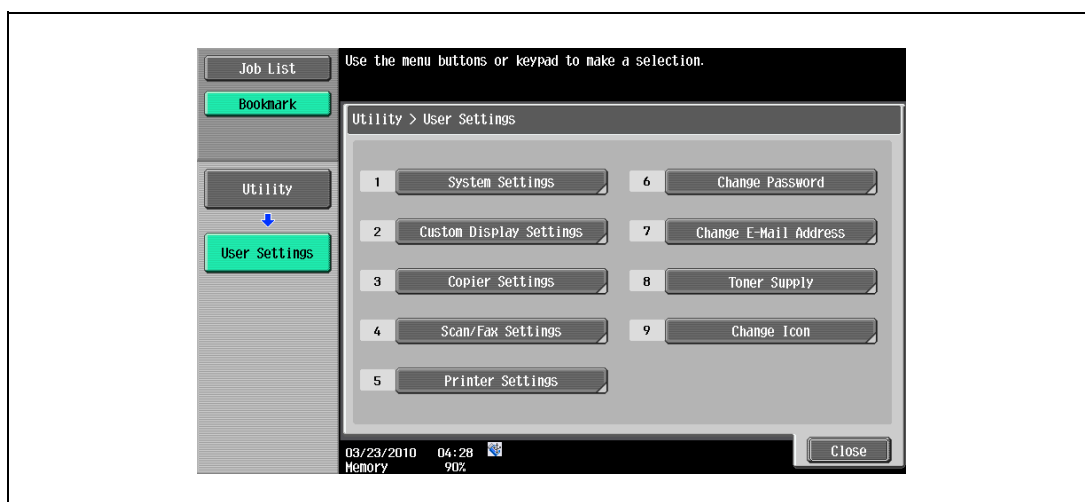 Job List
Bookmark
Utility
User Settings
Use the menu buttons or keypad to make a selection.
Utility > User Settings
1 System Settings
2 Custom Display Settings
3 Copier Settings
4 Scan/Fax Settings
5 Printer Settings
6 Change Password
7 Change E-Mail Address
8 Toner Supply
9 Change Icon
03/23/2010 04:28
Memory 90%
Close